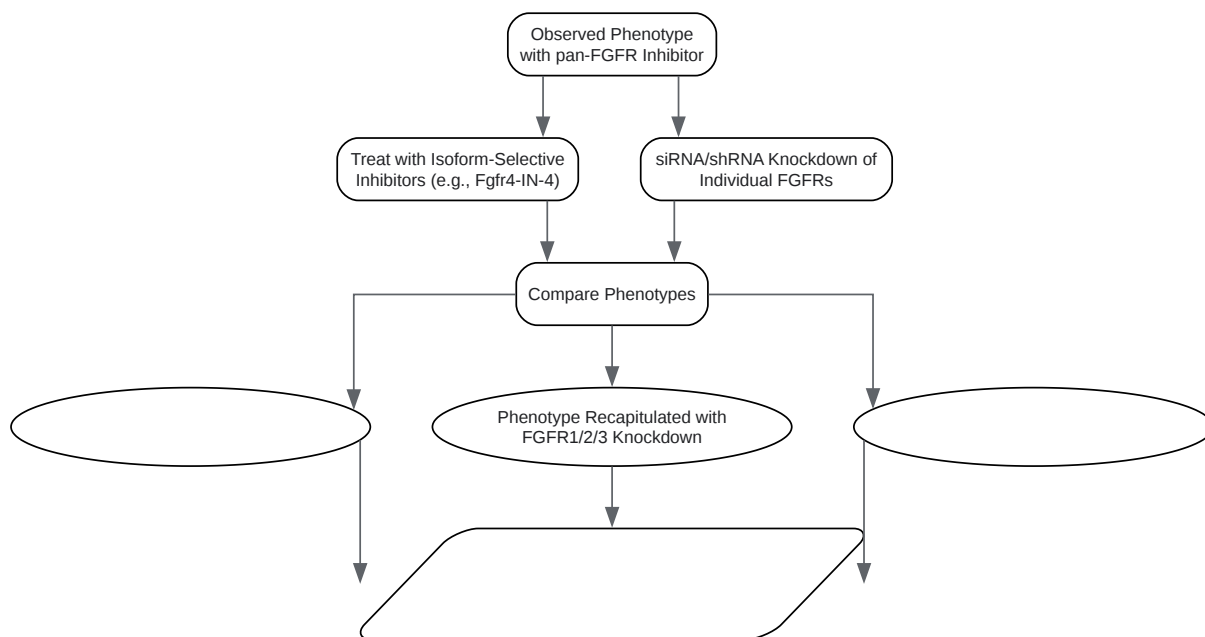 Observed Phenotype
with pan-FGFR Inhibitor
Treat with Isoform-Selective
Inhibitors (e.g., Fgfr4-IN-4)
siRNA/shRNA Knockdown of
Individual FGFRs
Compare Phenotypes
Phenotype Recapitulated with
FGFR1/2/3 Knockdown